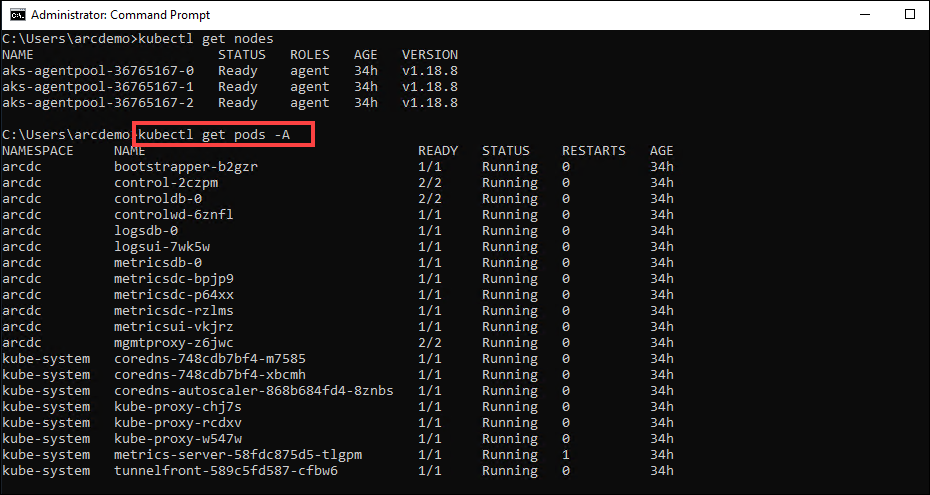 Administrator: Command Prompt
C:\Users\arcdemo>kubectl get nodes
NAME STATUS ROLES AGE VERSION
aks-agentpool-36765167-0 Ready agent 34h v1.18.8
aks-agentpool-36765167-1 Ready agent 34h v1.18.8
aks-agentpool-36765167-2 Ready agent 34h v1.18.8
C:\Users\arcdemo>kubectl get pods -A
NAMESPACE NAME READY STATUS RESTARTS AGE
arcdc bootstrapper-b2gzr 1/1 Running 0 34h
arcdc control-2czpm 2/2 Running 0 34h
arcdc controldb-0 2/2 Running 0 34h
arcdc controlwd-6znfl 1/1 Running 0 34h
arcdc logsdb-0 1/1 Running 0 34h
arcdc logsui-7wk5w 1/1 Running 0 34h
arcdc metricsdb-0 1/1 Running 0 34h
arcdc metricsdc-bpjp9 1/1 Running 0 34h
arcdc metricsdc-p64xx 1/1 Running 0 34h
arcdc metricsdc-rzlms 1/1 Running 0 34h
arcdc metricsui-vkjrz 1/1 Running 0 34h
arcdc mgmtproxy-z6jwc 2/2 Running 0 34h
kube-system coredns-748cdb7bf4-m7585 1/1 Running 0 34h
kube-system coredns-748cdb7bf4-xbcmh 1/1 Running 0 34h
kube-system coredns-autoscaler-868b684fd4-8znbs 1/1 Running 0 34h
kube-system kube-proxy-chj7s 1/1 Running 0 34h
kube-system kube-proxy-rcdxv 1/1 Running 0 34h
kube-system kube-proxy-w547w 1/1 Running 0 34h
kube-system metrics-server-58fdc875d5-tlgpm 1/1 Running 1 34h
kube-system tunnelfront-589c5fd587-cfbw6 1/1 Running 0 34h